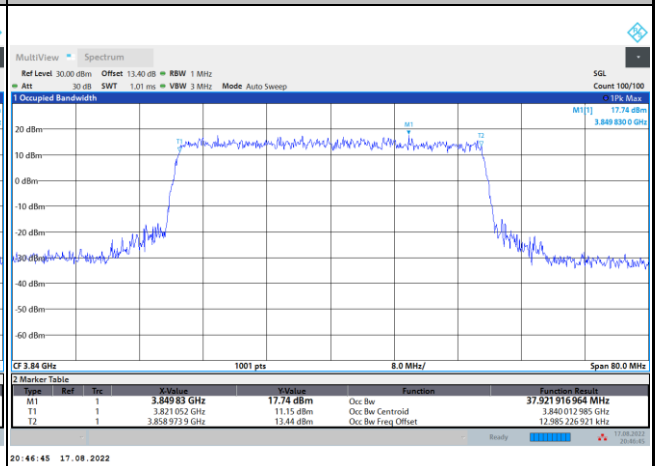 MultiView Spectrum
Ref Level 30.00 dBm Offset 13.40 dB RBW 1 MHz SGL
Att 30 dB SWT 1.01 ms VBW 3 MHz Mode Auto Sweep Count 100/100
1 Occupied Bandwidth 1Pk Max
M1[1] 17.74 dBm
3.849 830 0 GHz
M1
T1
T2
20 dBm
10 dBm
0 dBm
-10 dBm
-20 dBm
-30 dBm
-40 dBm
-50 dBm
-60 dBm
CF 3.84 GHz 1001 pts 8.0 MHz/ Span 80.0 MHz
2 Marker Table
Type Ref Trc X-Value Y-Value Function Function Result
M1 1 3.849 83 GHz 17.74 dBm Occ Bw 37.921 916 964 MHz
T1 1 3.821 052 GHz 11.15 dBm Occ Bw Centroid 3.840 012 985 GHz
T2 1 3.858 973 9 GHz 13.44 dBm Occ Bw Freq Offset 12.985 226 921 kHz
Ready 17.08.2022
20:46:45
20:46:45 17.08.2022